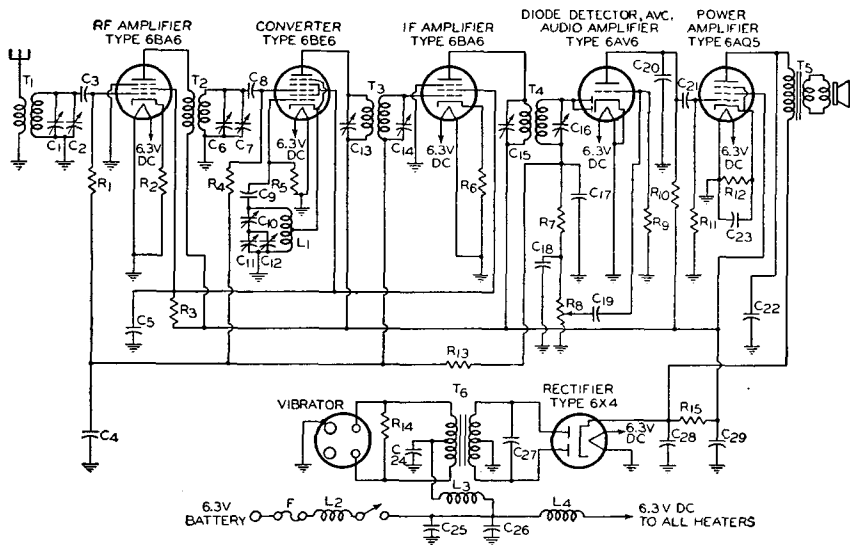 RF AMPLIFIER
TYPE 6BA6
CONVERTER
TYPE 6BE6
IF AMPLIFIER
TYPE 6BA6
DIODE DETECTOR, AVC,
AUDIO AMPLIFIER
TYPE 6AV6
POWER
AMPLIFIER
TYPE 6AQ5
T1
C3
T2
C8
T3
T4
C20
C21
T5
C1
C2
6.3V
DC
C6
C7
6.3V
DC
C13
C14
6.3V
DC
C15
C16
6.3V
DC
6.3V
DC
R1
R2
R4
R5
C9
C10
L1
C11
C12
R6
R7
C17
R9
R10
R11
R12
C23
C18
C5
R3
R8
C19
C22
R13
C4
VIBRATOR
T6
RECTIFIER
TYPE 6X4
R14
C24
C27
6.3V
DC
R15
C28
C29
L3
6.3V
BATTERY
F
L2
C25
C26
L4
6.3V DC
TO ALL HEATERS